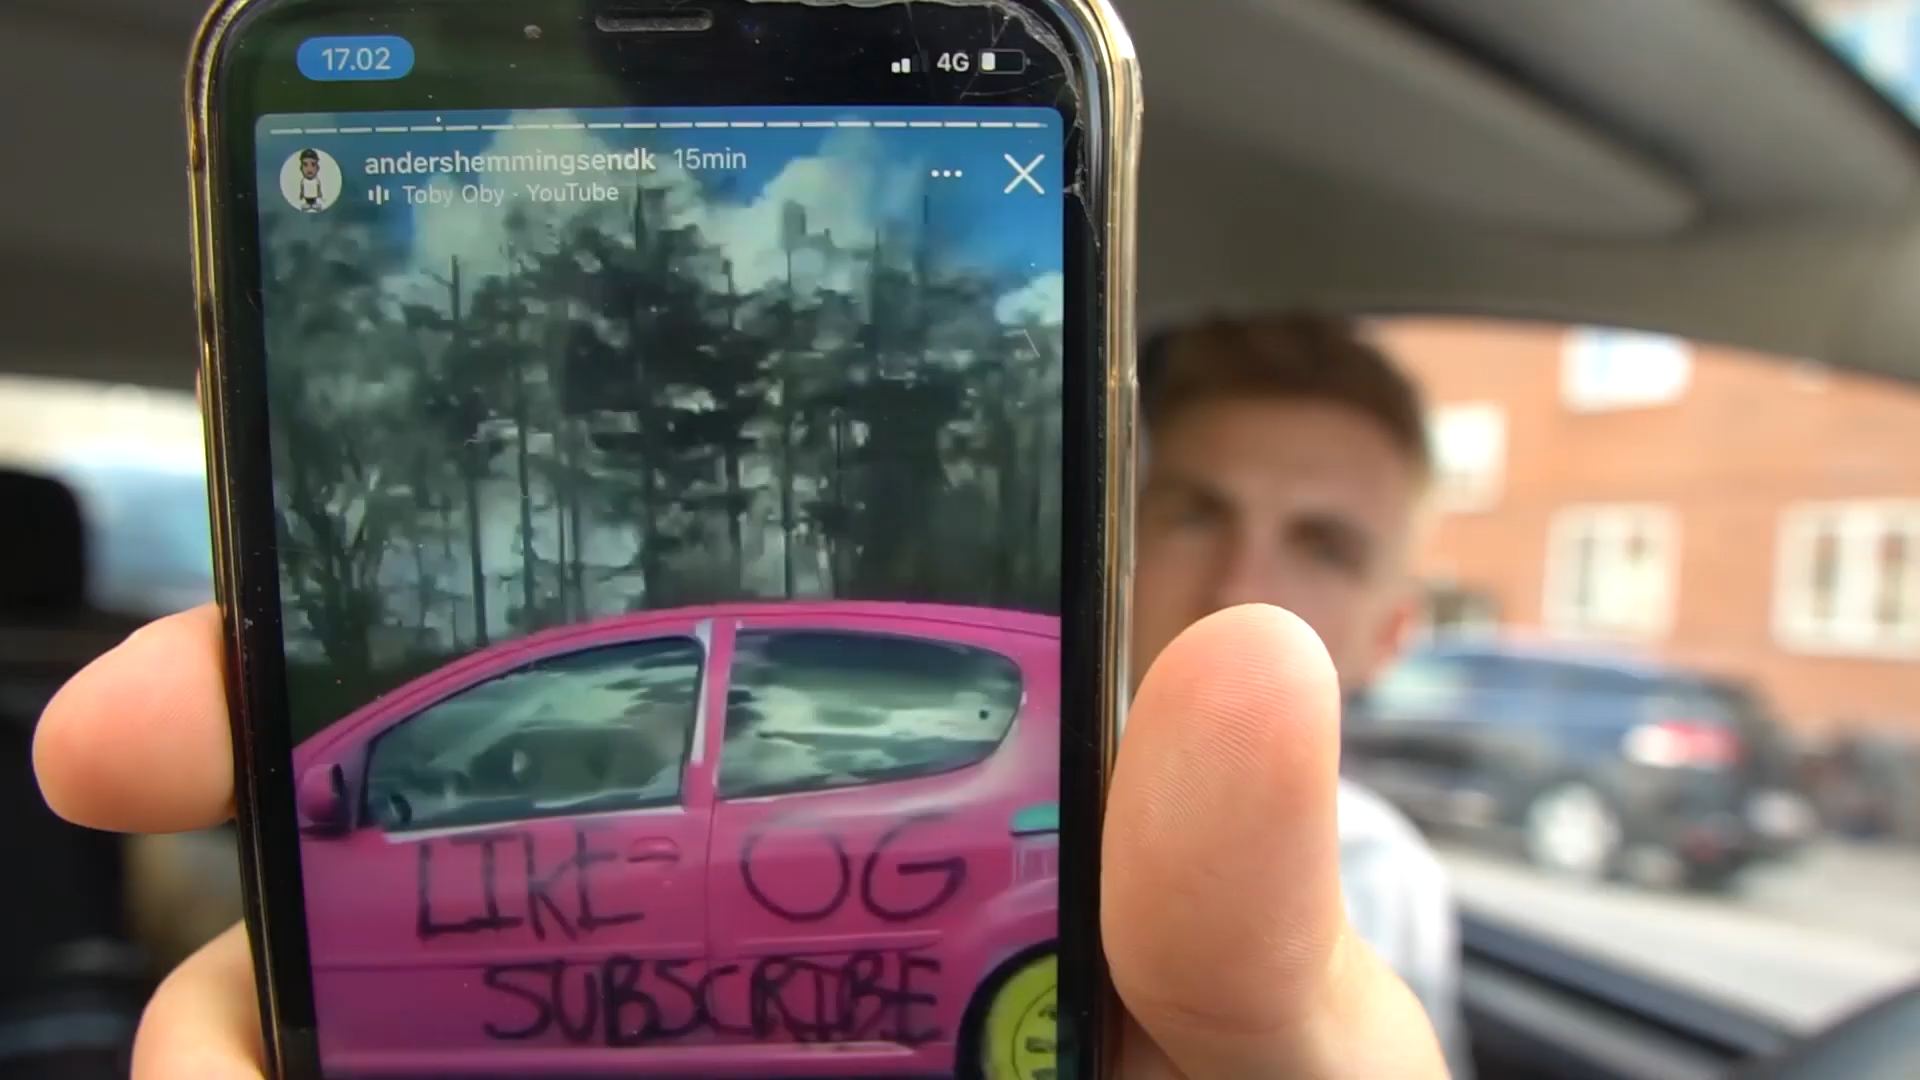 17.02
4G
andershemmingsendk 15min
Toby Oby - YouTube
LIKE OG
SUBSCRIBE